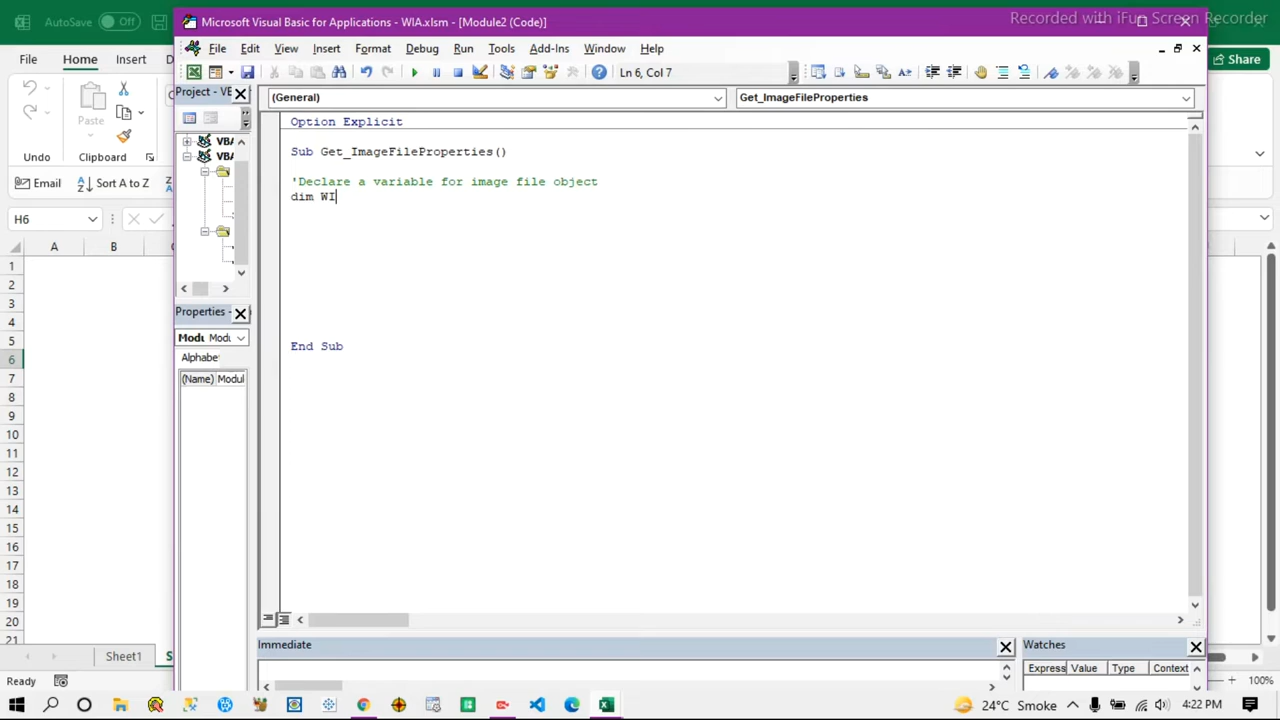 AutoSave Off
Microsoft Visual Basic for Applications - WIA.xlsm - [Module2 (Code)]
Recorded with iFun Screen Recorder
File Home Insert
File Edit View Insert Format Debug Run Tools Add-Ins Window Help
Share
Ln 6, Col 7
Paste
Undo Clipboard
Email Sort A to Z
H6
A B
1
2
3
4
5
6
7
8
9
10
11
12
13
14
15
16
17
18
19
20
21
Project - VB
VBA
VBA
Properties -
Modu Modu
Alphabe
(Name) Modul
(General) Get_ImageFileProperties
Option Explicit
Sub Get_ImageFileProperties()
'Declare a variable for image file object
dim WI
End Sub
Immediate
Watches
Express Value Type Context
Sheet1 S
Ready
100%
24°C Smoke 4:22 PM